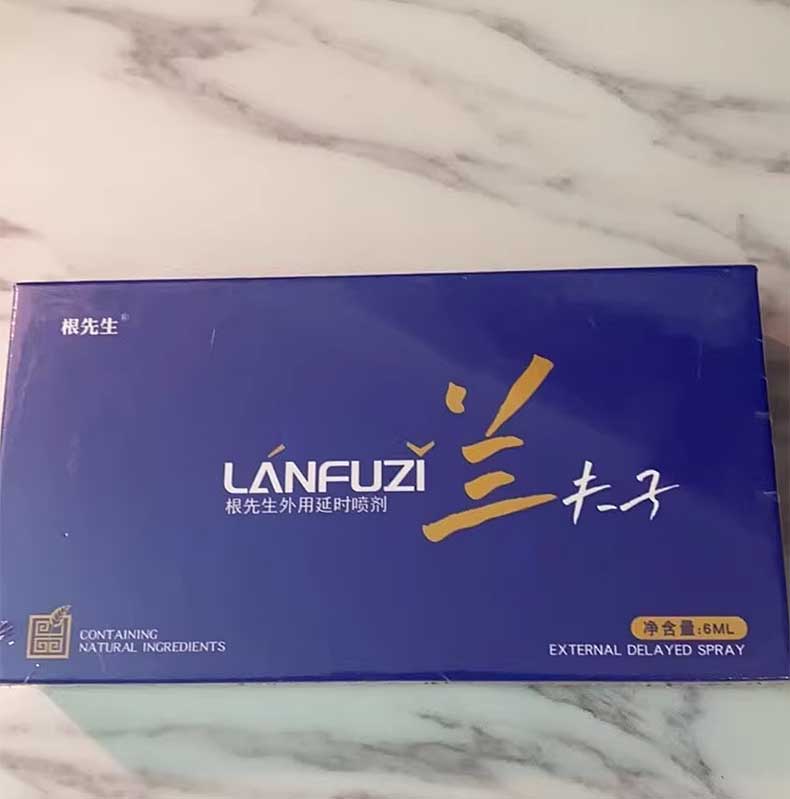 根先生®
LÁNFUZǏ
根先生外用延时喷剂
兰夫子
CONTAINING
NATURAL INGREDIENTS
净含量:6ML
EXTERNAL DELAYED SPRAY